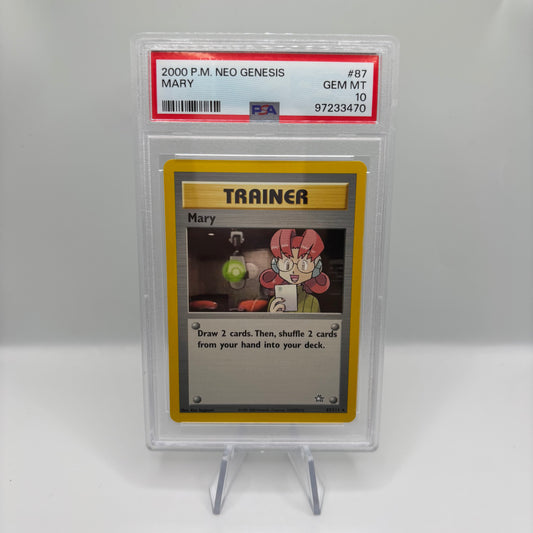 2000 P.M. NEO GENESIS #87
MARY GEM MT
10
PSA 97233470
TRAINER
Mary
Draw 2 cards. Then, shuffle 2 cards
from your hand into your deck.